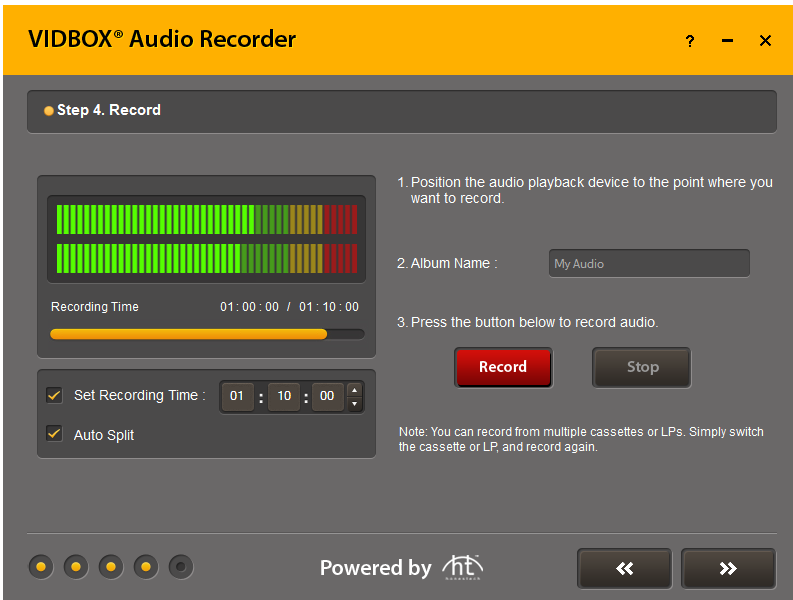 VIDBOX® Audio Recorder
?
Step 4. Record
Recording Time 01:00:00 / 01:10:00
Set Recording Time : 01 : 10 : 00
Auto Split
1. Position the audio playback device to the point where you
want to record.
2. Album Name : My Audio
3. Press the button below to record audio.
Record Stop
Note: You can record from multiple cassettes or LPs. Simply switch
the cassette or LP, and record again.
Powered by ht™
honestech